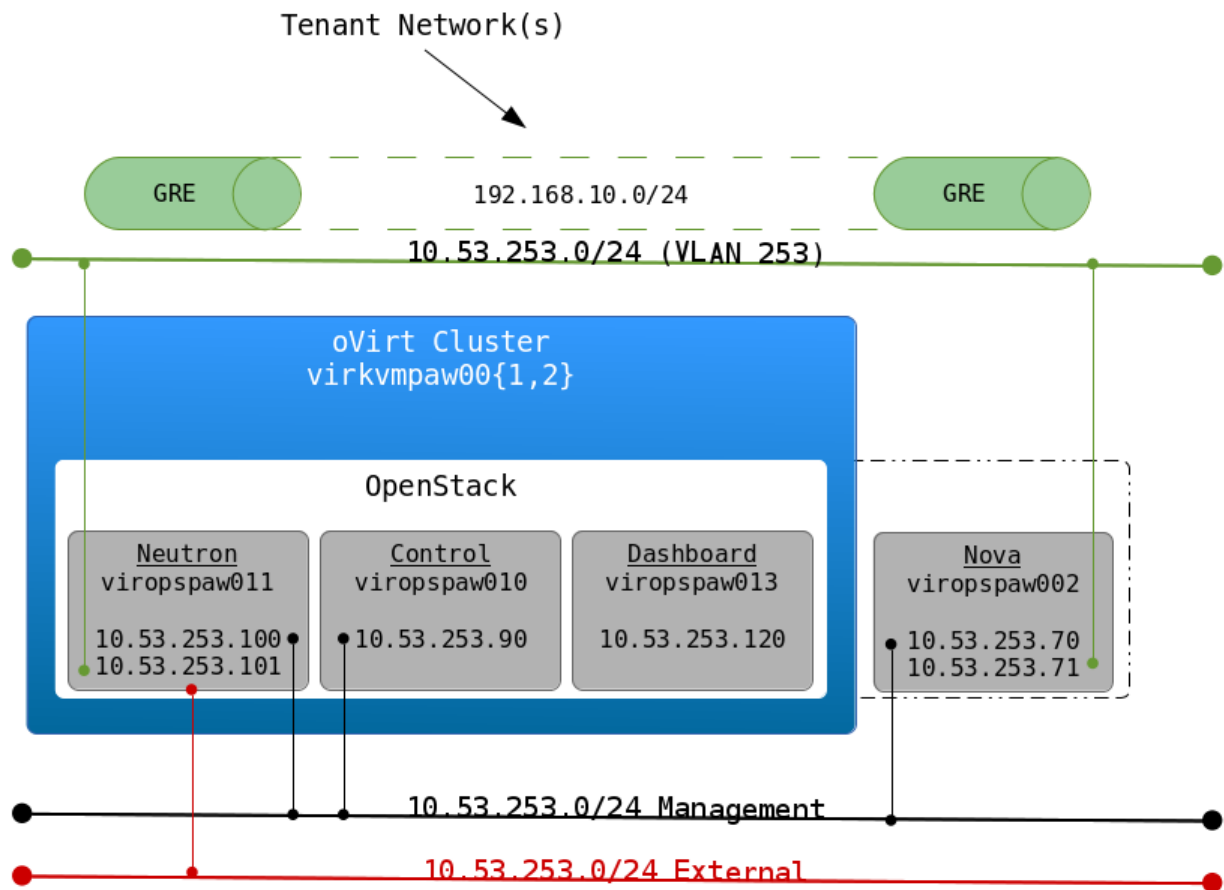 Tenant Network(s)
GRE
192.168.10.0/24
GRE
10.53.253.0/24 (VLAN 253)
oVirt Cluster
virkvmpaw00{1,2}
OpenStack
Neutron
viropspaw011
10.53.253.100
10.53.253.101
Control
viropspaw010
10.53.253.90
Dashboard
viropspaw013
10.53.253.120
Nova
viropspaw002
10.53.253.70
10.53.253.71
10.53.253.0/24 Management
10.53.253.0/24 External